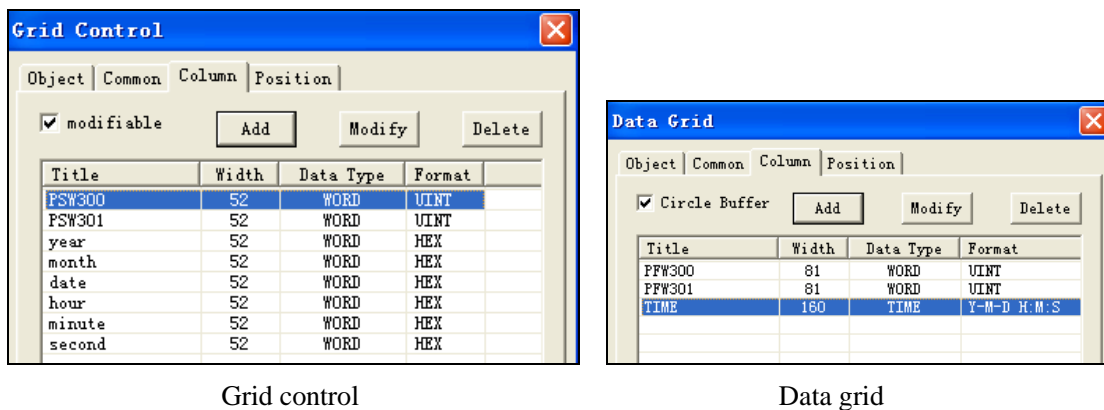 Grid Control
Object Common Column Position
modifiable Add Modify Delete
Title Width Data Type Format
PSW300 52 WORD UINT
PSW301 52 WORD UINT
year 52 WORD HEX
month 52 WORD HEX
date 52 WORD HEX
hour 52 WORD HEX
minute 52 WORD HEX
second 52 WORD HEX
Grid control
Data Grid
Object Common Column Position
Circle Buffer Add Modify Delete
Title Width Data Type Format
PFW300 81 WORD UINT
PFW301 81 WORD UINT
TIME 160 TIME Y-M-D H:M:S
Data grid